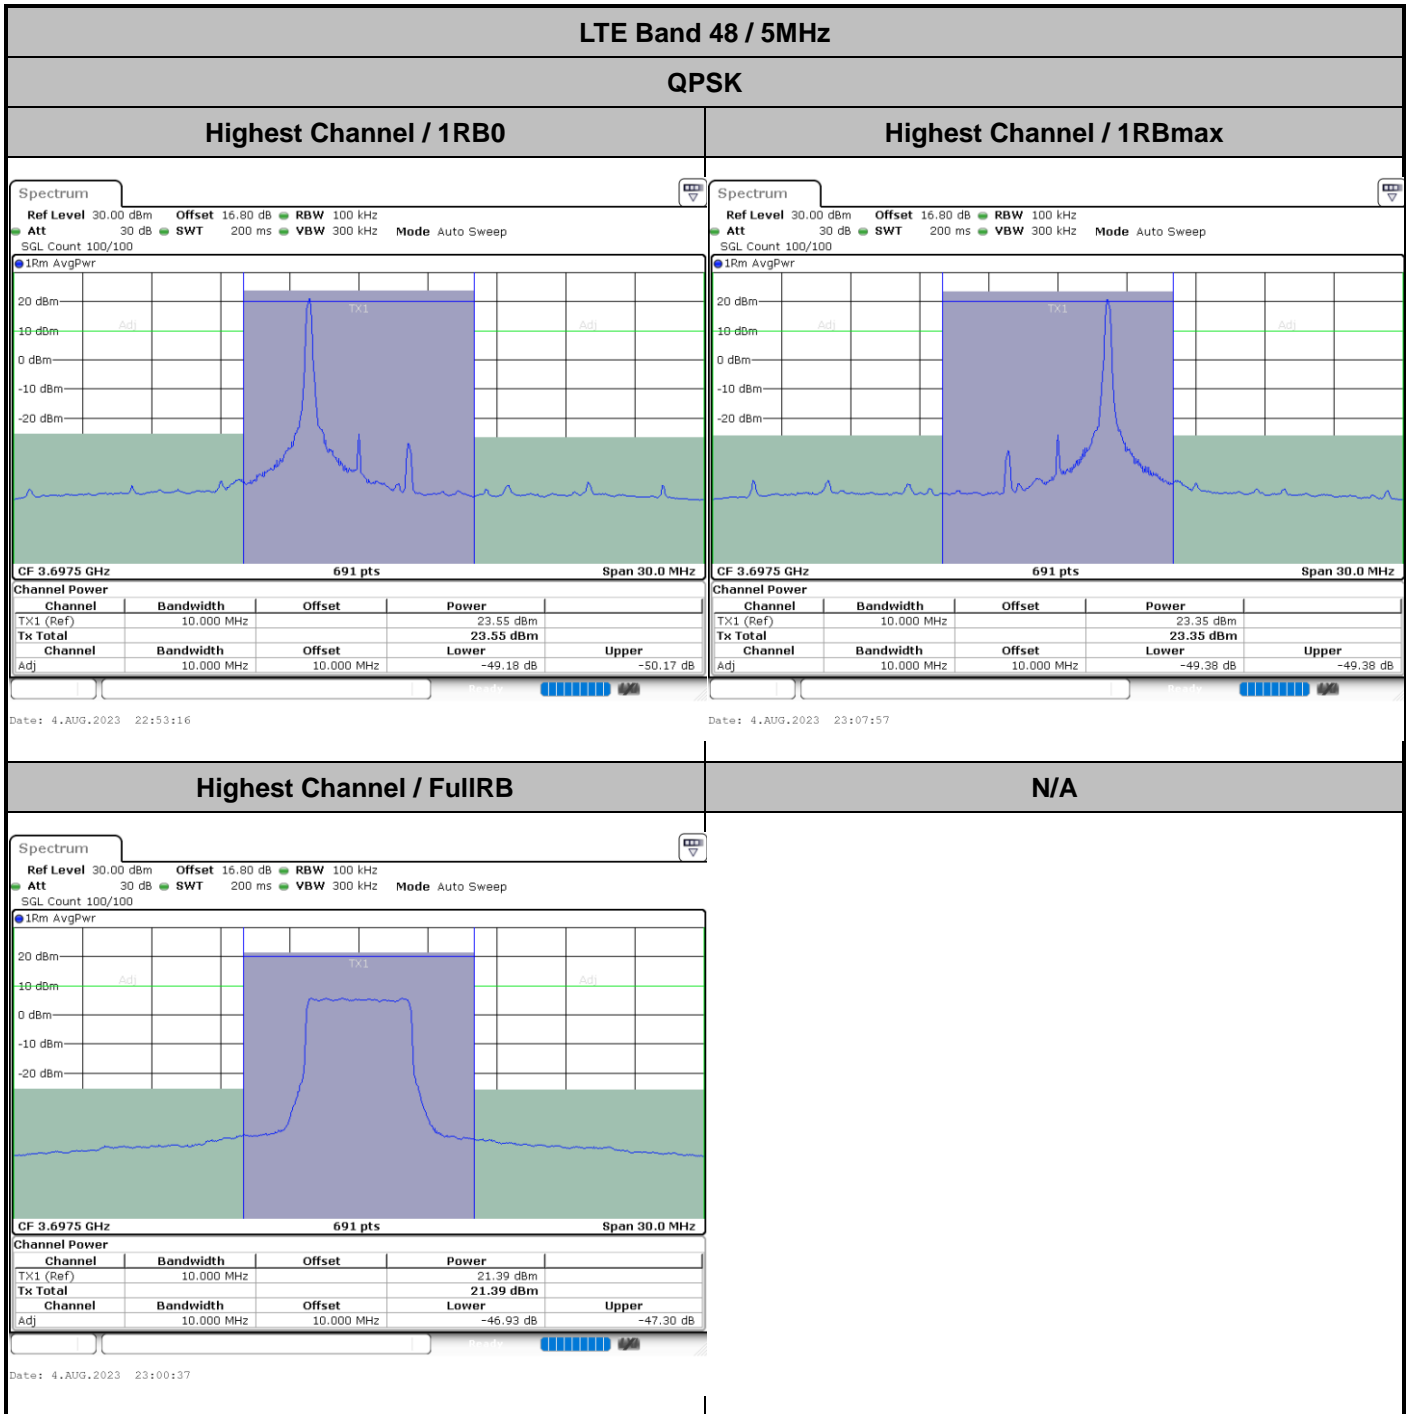 LTE Band 48 / 5MHz
QPSK
Highest Channel / 1RB0
Highest Channel / 1RBmax
Spectrum
Ref Level 30.00 dBm Offset 16.80 dB RBW 100 kHz
Att 30 dB SWT 200 ms VBW 300 kHz Mode Auto Sweep
SGL Count 100/100
1Rm AvgPwr
20 dBm
TX1
Adj
Adj
10 dBm
0 dBm
-10 dBm
-20 dBm
CF 3.6975 GHz 691 pts Span 30.0 MHz
Channel Power
Channel Bandwidth Offset Power
TX1 (Ref) 10.000 MHz 23.55 dBm
Tx Total 23.55 dBm
Channel Bandwidth Offset Lower Upper
Adj 10.000 MHz 10.000 MHz -49.18 dB -50.17 dB
Ready
Date: 4.AUG.2023 22:53:16
Spectrum
Ref Level 30.00 dBm Offset 16.80 dB RBW 100 kHz
Att 30 dB SWT 200 ms VBW 300 kHz Mode Auto Sweep
SGL Count 100/100
1Rm AvgPwr
20 dBm
TX1
Adj
Adj
10 dBm
0 dBm
-10 dBm
-20 dBm
CF 3.6975 GHz 691 pts Span 30.0 MHz
Channel Power
Channel Bandwidth Offset Power
TX1 (Ref) 10.000 MHz 23.35 dBm
Tx Total 23.35 dBm
Channel Bandwidth Offset Lower Upper
Adj 10.000 MHz 10.000 MHz -49.38 dB -49.38 dB
Ready
Date: 4.AUG.2023 23:07:57
Highest Channel / FullRB
N/A
Spectrum
Ref Level 30.00 dBm Offset 16.80 dB RBW 100 kHz
Att 30 dB SWT 200 ms VBW 300 kHz Mode Auto Sweep
SGL Count 100/100
1Rm AvgPwr
20 dBm
TX1
Adj
Adj
10 dBm
0 dBm
-10 dBm
-20 dBm
CF 3.6975 GHz 691 pts Span 30.0 MHz
Channel Power
Channel Bandwidth Offset Power
TX1 (Ref) 10.000 MHz 21.39 dBm
Tx Total 21.39 dBm
Channel Bandwidth Offset Lower Upper
Adj 10.000 MHz 10.000 MHz -46.93 dB -47.30 dB
Ready
Date: 4.AUG.2023 23:00:37